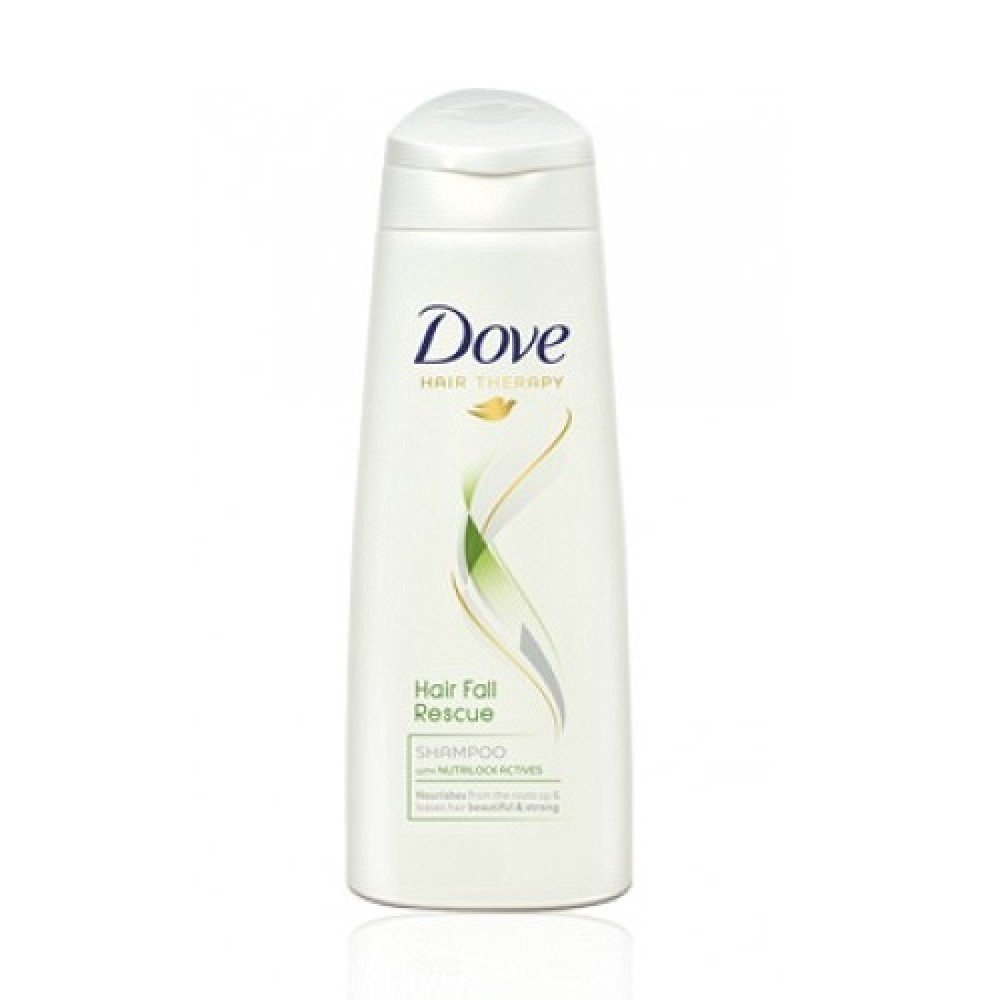 Dove
HAIR THERAPY
Hair Fall
Rescue
SHAMPOO
with NUTRILOCK ACTIVES
Nourishes from the roots up &
leaves hair beautiful & strong